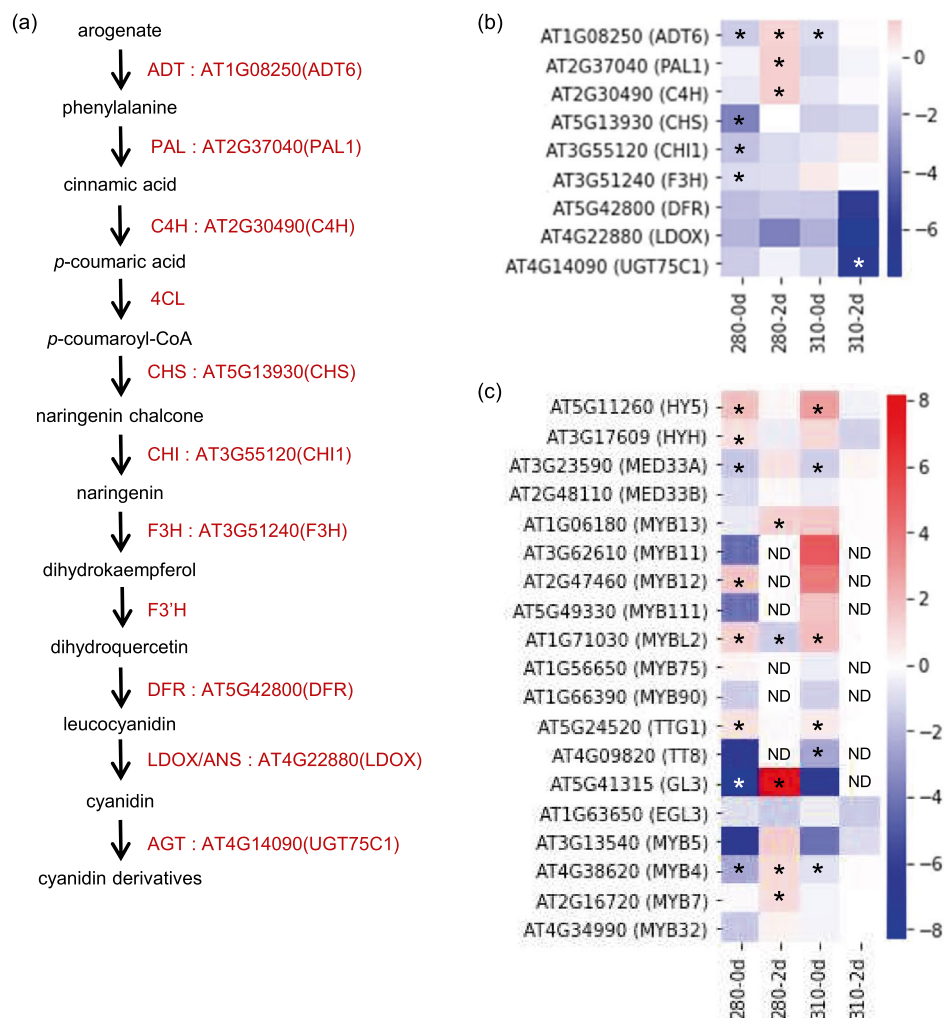 (a)
arogenate
ADT : AT1G08250(ADT6)
phenylalanine
PAL : AT2G37040(PAL1)
cinnamic acid
C4H : AT2G30490(C4H)
p-coumaric acid
4CL
p-coumaroyl-CoA
CHS : AT5G13930(CHS)
naringenin chalcone
CHI : AT3G55120(CHI1)
naringenin
F3H : AT3G51240(F3H)
dihydrokaempferol
F3'H
dihydroquercetin
DFR : AT5G42800(DFR)
leucocyanidin
LDOX/ANS : AT4G22880(LDOX)
cyanidin
AGT : AT4G14090(UGT75C1)
cyanidin derivatives
(b)
AT1G08250 (ADT6) * * *
AT2G37040 (PAL1) *
AT2G30490 (C4H) *
AT5G13930 (CHS) *
AT3G55120 (CHI1) *
AT3G51240 (F3H) *
AT5G42800 (DFR)
AT4G22880 (LDOX)
AT4G14090 (UGT75C1) *
280-0d
280-2d
310-0d
310-2d
0
−2
−4
−6
(c)
AT5G11260 (HY5) * *
AT3G17609 (HYH) *
AT3G23590 (MED33A) * *
AT2G48110 (MED33B)
AT1G06180 (MYB13) *
AT3G62610 (MYB11) ND ND
AT2G47460 (MYB12) * ND ND
AT5G49330 (MYB111) ND ND
AT1G71030 (MYBL2) * * *
AT1G56650 (MYB75) ND ND
AT1G66390 (MYB90) ND ND
AT5G24520 (TTG1) * *
AT4G09820 (TT8) ND * ND
AT5G41315 (GL3) * * ND
AT1G63650 (EGL3)
AT3G13540 (MYB5)
AT4G38620 (MYB4) * * *
AT2G16720 (MYB7) *
AT4G34990 (MYB32)
280-0d
280-2d
310-0d
310-2d
8
6
4
2
0
−2
−4
−6
−8